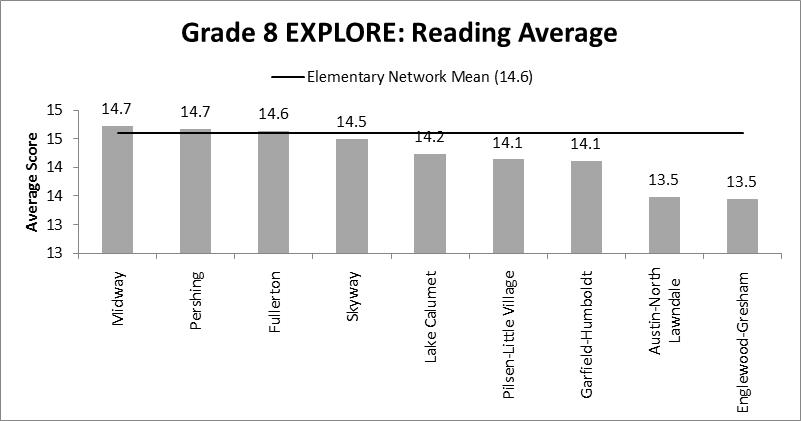 Grade 8 EXPLORE: Reading Average
Elementary Network Mean (14.6)
Average Score
15
15
14
14
13
13
14.7
14.7
14.6
14.5
14.2
14.1
14.1
13.5
13.5
Midway
Pershing
Fullerton
Skyway
Lake Calumet
Pilsen-Little Village
Garfield-Humboldt
Austin-North
Lawndale
Englewood-Gresham